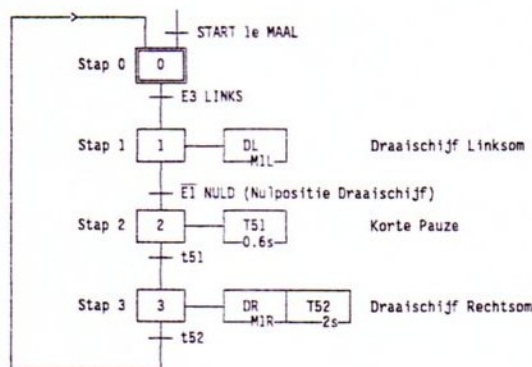 START 1e MAAL
Stap 0 0
E3 LINKS
Stap 1 1 DL Draaischijf Linksom
M1L
E1 NULD (Nulpositie Draaischijf)
Stap 2 2 T51 Korte Pauze
0.6s
t51
Stap 3 3 DR T52 Draaischijf Rechtsom
M1R 2s
t52